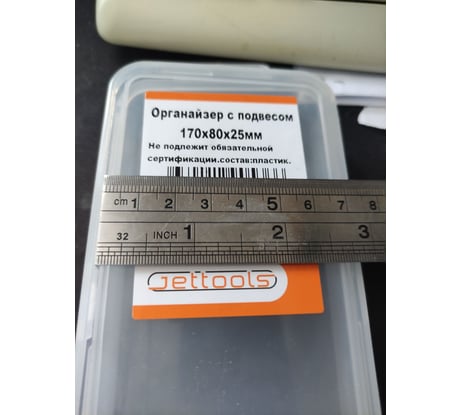 Органайзер с подвесом
170х80х25мм
Не подлежит обязательной
сертификации.состав:пластик.
cm 1 2 3 4 5 6 7 8
32 INCH 1 2 3
Jettools